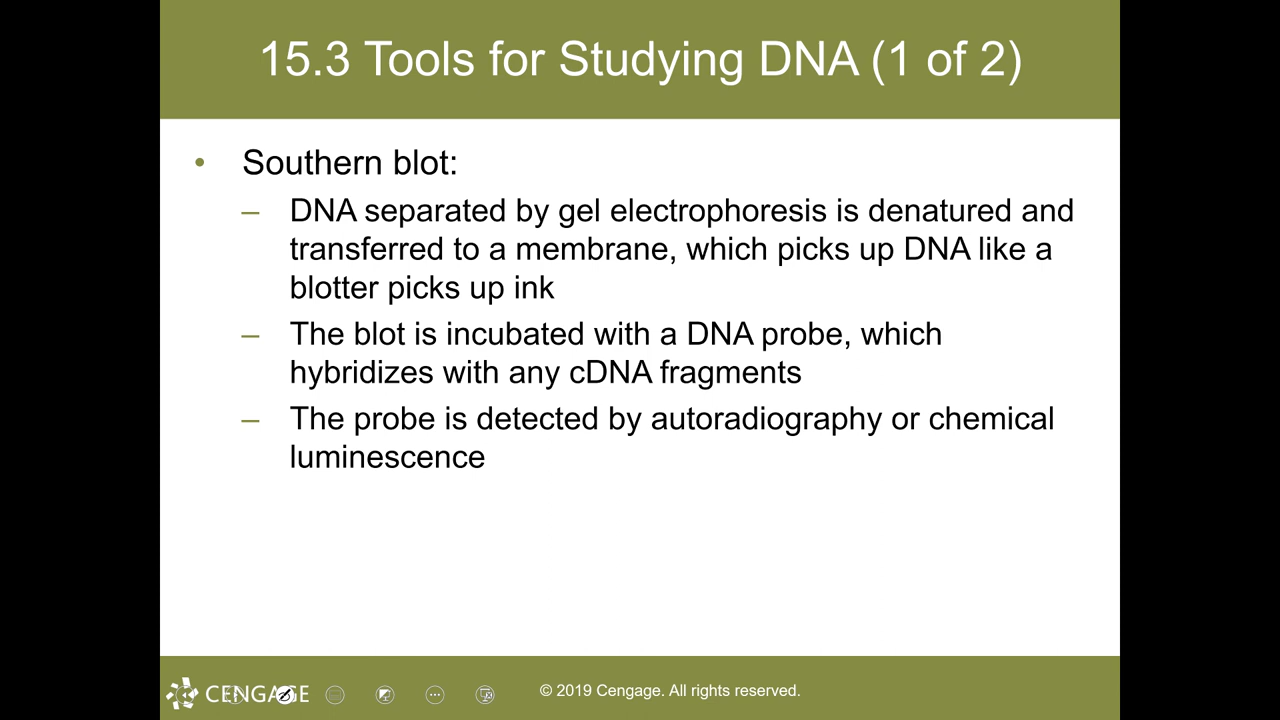 15.3 Tools for Studying DNA (1 of 2)
• Southern blot:
– DNA separated by gel electrophoresis is denatured and
transferred to a membrane, which picks up DNA like a
blotter picks up ink
– The blot is incubated with a DNA probe, which
hybridizes with any cDNA fragments
– The probe is detected by autoradiography or chemical
luminescence
CENGAGE
© 2019 Cengage. All rights reserved.